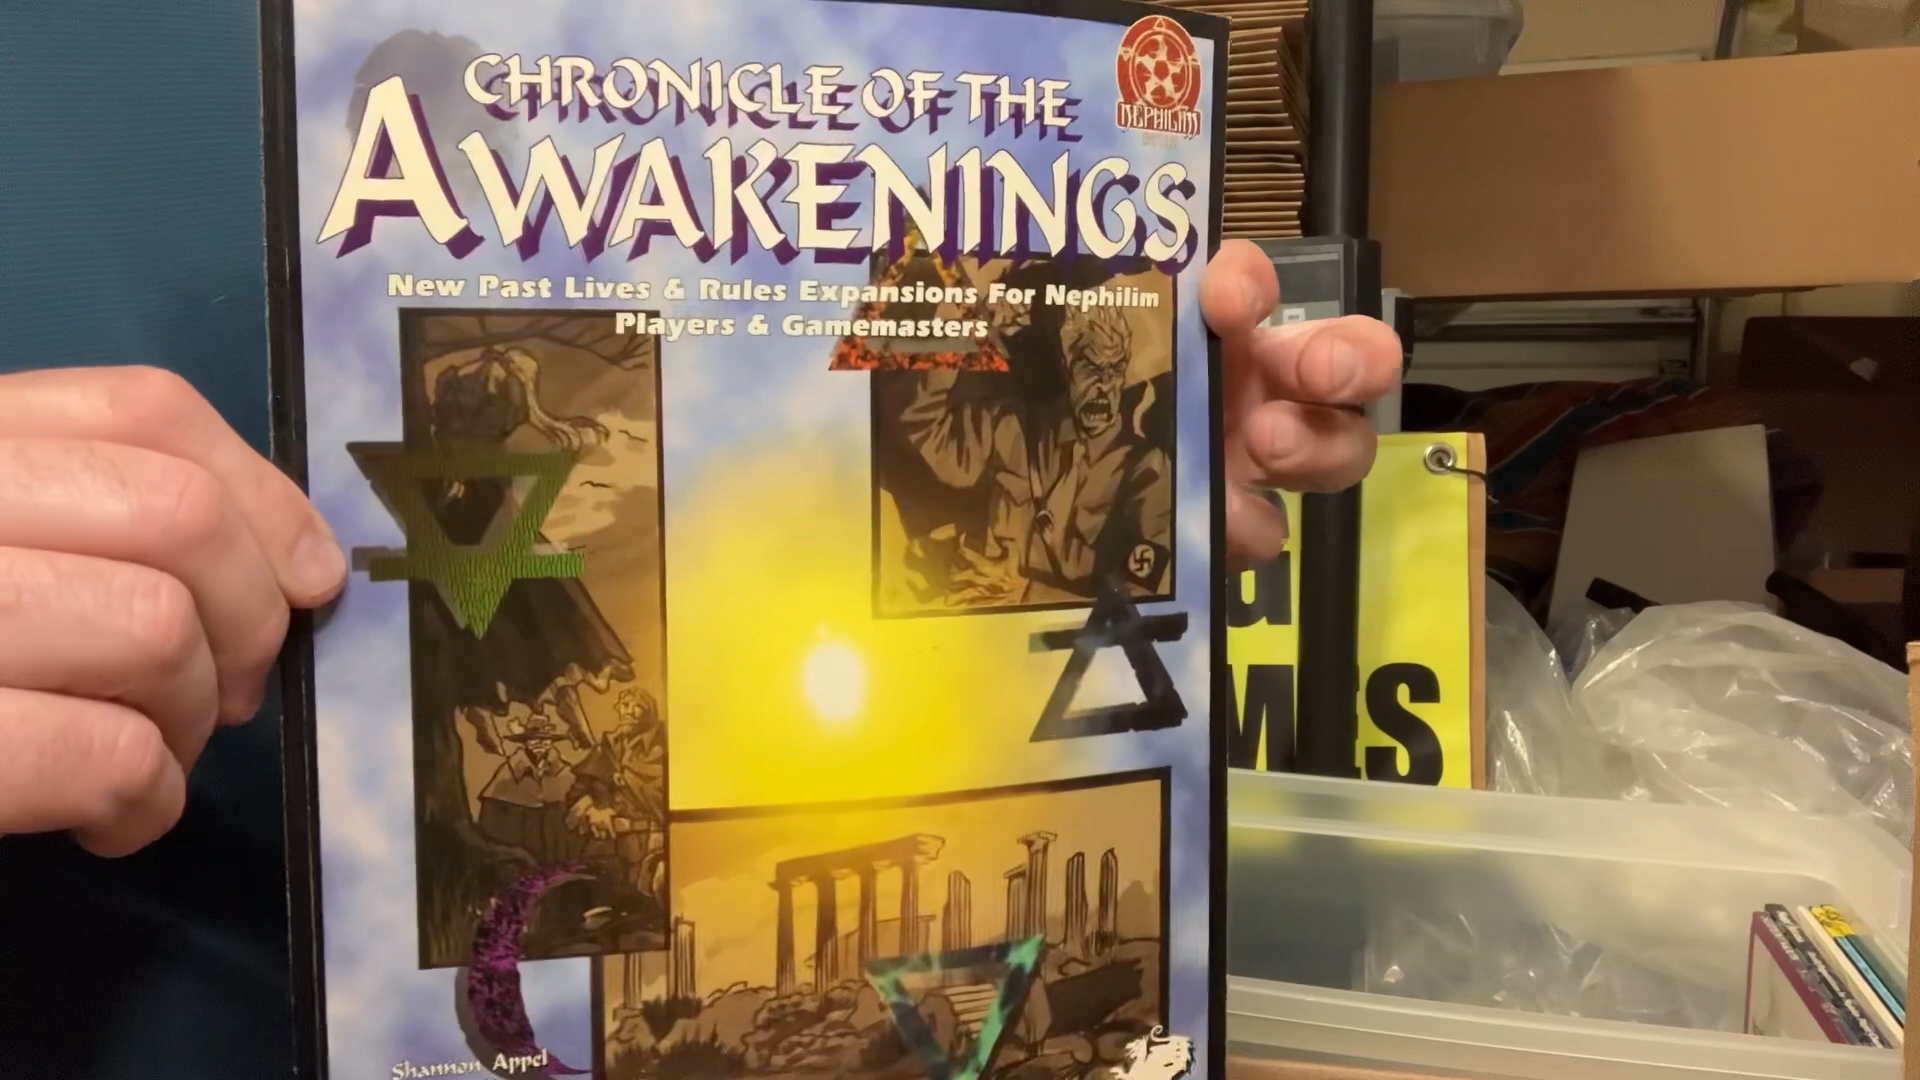 CHRONICLE OF THE
AWAKENINGS
NEPHILIM
New Past Lives & Rules Expansions For Nephilim
Players & Gamemasters
Shannon Appel